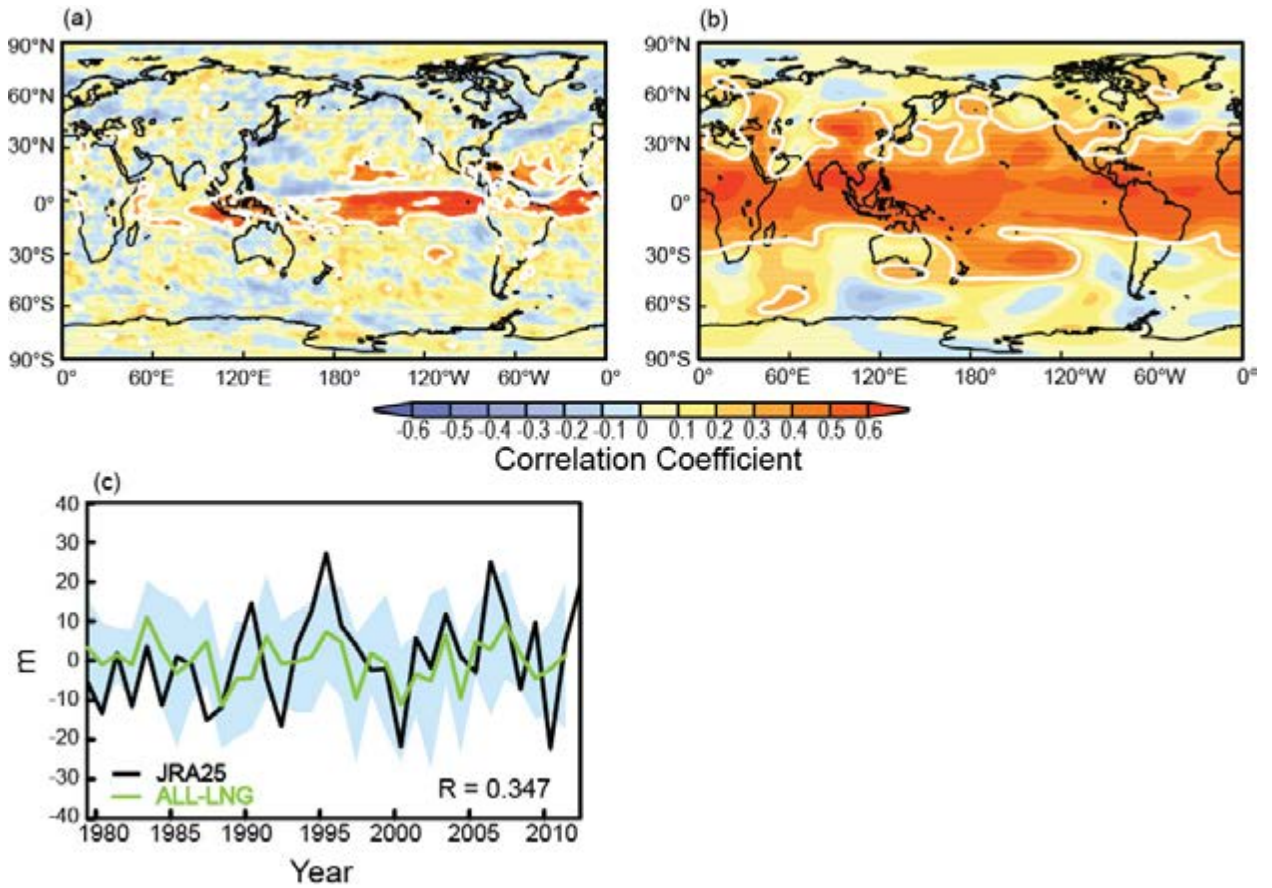 (a)
(b)
90°N
60°N
30°N
0°
30°S
60°S
90°S
0° 60°E 120°E 180° 120°W 60°W 0°
90°N
60°N
30°N
0°
30°S
60°S
90°S
0° 60°E 120°E 180° 120°W 60°W 0°
-0.6 -0.5 -0.4 -0.3 -0.2 -0.1 0 0.1 0.2 0.3 0.4 0.5 0.6
Correlation Coefficient
(c)
40
30
20
10
0
-10
-20
-30
-40
m
JRA25
ALL-LNG
R = 0.347
1980 1985 1990 1995 2000 2005 2010
Year